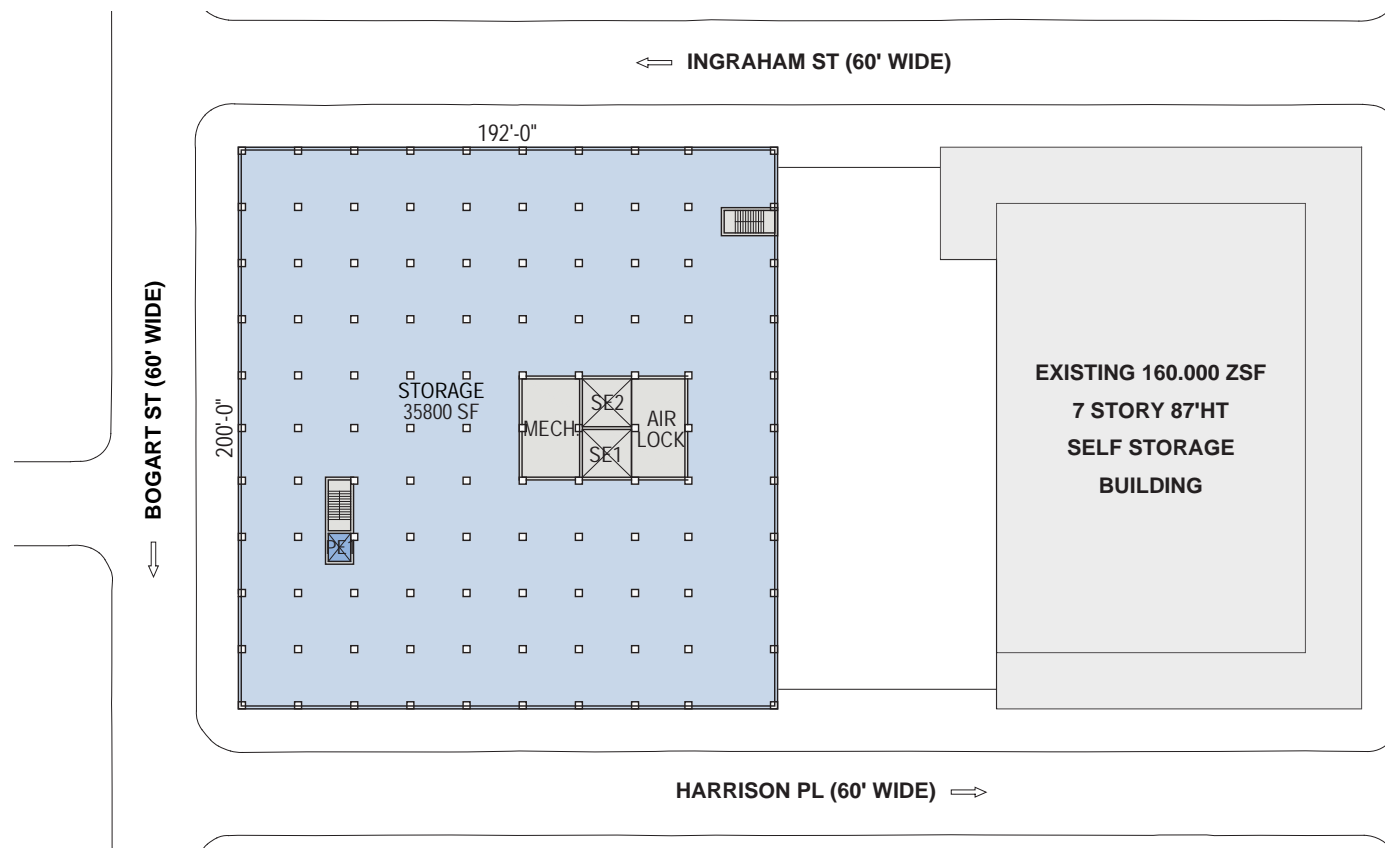 INGRAHAM ST (60' WIDE)
192'-0"
BOGART ST (60' WIDE)
200'-0"
STORAGE
35800 SF
MECH.
SE2
SE1
AIR
LOCK
PE1
EXISTING 160.000 ZSF
7 STORY 87'HT
SELF STORAGE
BUILDING
HARRISON PL (60' WIDE)